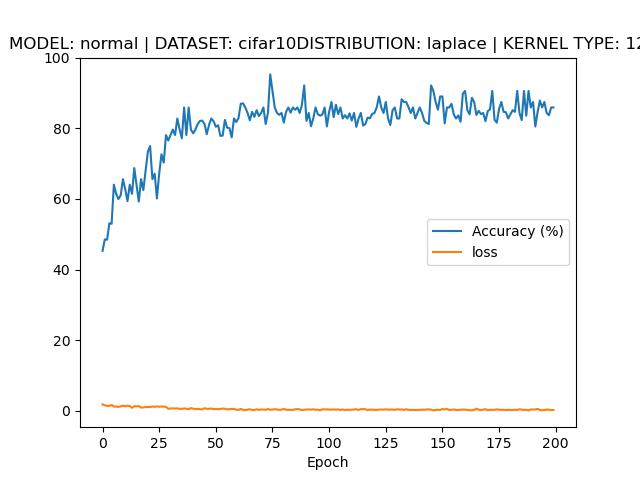 MODEL: normal | DATASET: cifar10DISTRIBUTION: laplace | KERNEL TYPE: 12
100
80
60
40
20
0
Accuracy (%)
loss
0 25 50 75 100 125 150 175 200
Epoch